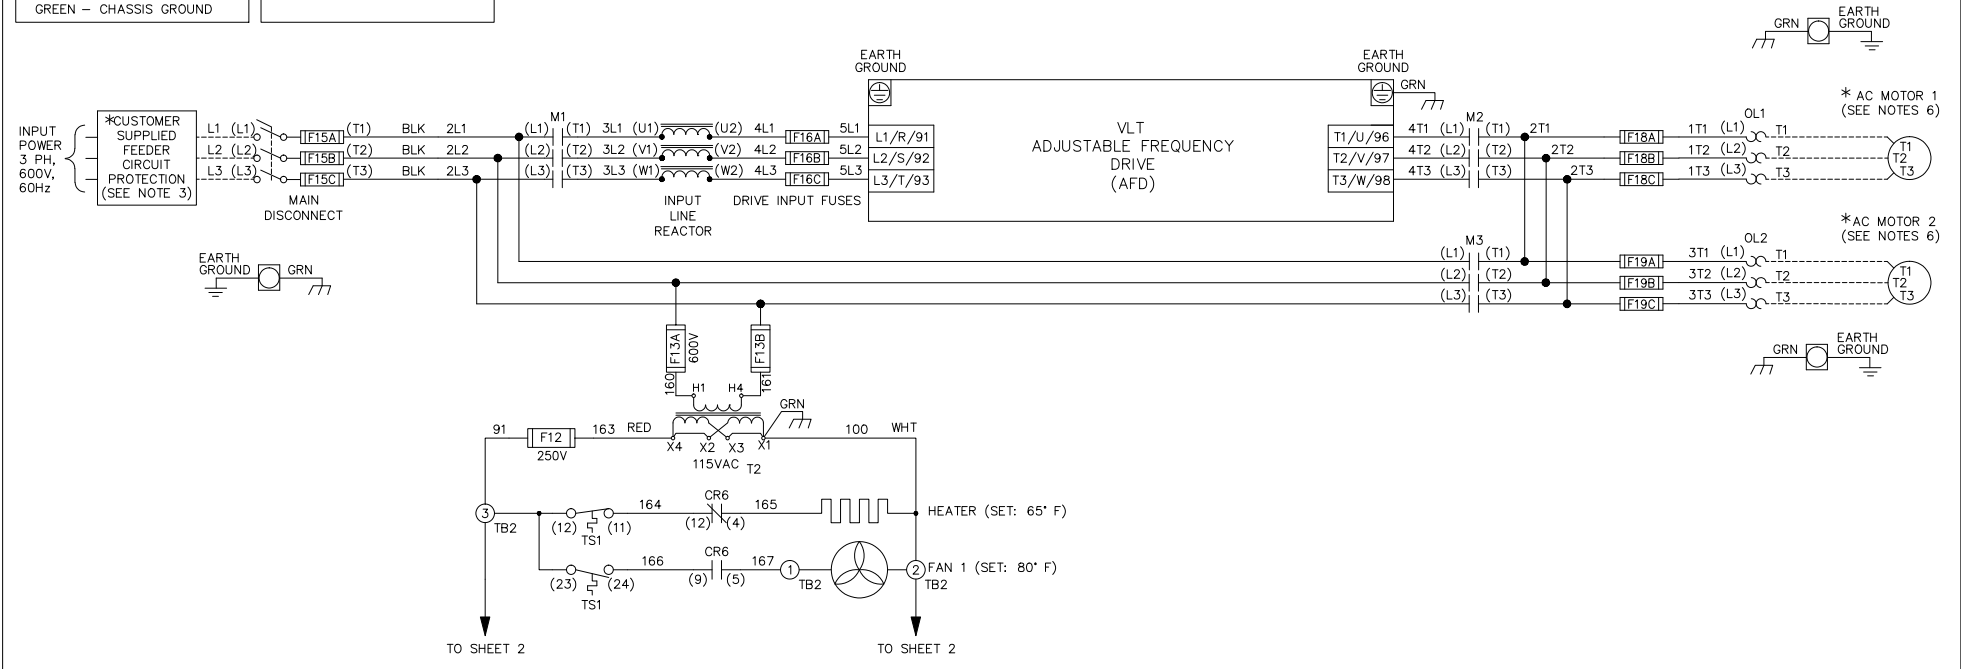 GREEN – CHASSIS GROUND
GRN
EARTH
GROUND
INPUT
POWER
3 PH,
600V,
60Hz
*CUSTOMER
SUPPLIED
FEEDER
CIRCUIT
PROTECTION
(SEE NOTE 3)
L1 (L1) F15A (T1) BLK 2L1
L2 (L2) F15B (T2) BLK 2L2
L3 (L3) F15C (T3) BLK 2L3
MAIN
DISCONNECT
M1
(L1) (T1) 3L1 (U1) (U2) 4L1 F16A 5L1
(L2) (T2) 3L2 (V1) (V2) 4L2 F16B 5L2
(L3) (T3) 3L3 (W1) (W2) 4L3 F16C 5L3
INPUT
LINE
REACTOR
DRIVE INPUT FUSES
EARTH
GROUND
L1/R/91
L2/S/92
L3/T/93
VLT
ADJUSTABLE FREQUENCY
DRIVE
(AFD)
EARTH
GROUND
GRN
T1/U/96
T2/V/97
T3/W/98
M2
4T1 (L1) (T1) 2T1 F18A 1T1 (L1) T1
4T2 (L2) (T2) 2T2 F18B 1T2 (L2) T2
4T3 (L3) (T3) 2T3 F18C 1T3 (L3) T3
OL1
* AC MOTOR 1
(SEE NOTES 6)
T1
T2
T3
EARTH
GROUND
GRN
M3
(L1) (T1) F19A 3T1 (L1) T1
(L2) (T2) F19B 3T2 (L2) T2
(L3) (T3) F19C 3T3 (L3) T3
OL2
*AC MOTOR 2
(SEE NOTES 6)
T1
T2
T3
GRN
EARTH
GROUND
F13A
600V
F13B
160
161
H1 H4
GRN
91 F12 163 RED
250V
X4 X2 X3 X1
115VAC T2
100 WHT
3
TB2
(12) (11)
TS1
164
CR6
(12) (4)
165
HEATER (SET: 65° F)
(23) (24)
TS1
166
CR6
(9) (5)
167
1
TB2
2
TB2
FAN 1 (SET: 80° F)
TO SHEET 2
TO SHEET 2